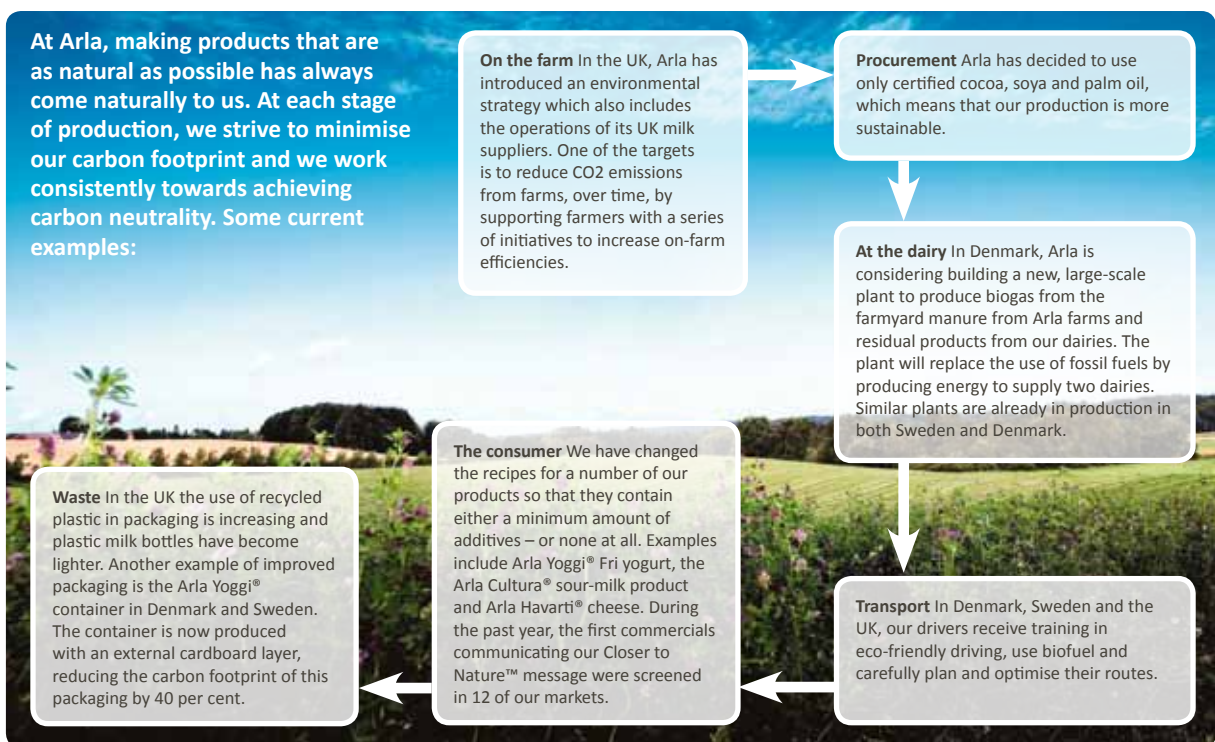 At Arla, making products that are
as natural as possible has always
come naturally to us. At each stage
of production, we strive to minimise
our carbon footprint and we work
consistently towards achieving
carbon neutrality. Some current
examples:
On the farm In the UK, Arla has
introduced an environmental
strategy which also includes
the operations of its UK milk
suppliers. One of the targets
is to reduce CO2 emissions
from farms, over time, by
supporting farmers with a series
of initiatives to increase on-farm
efficiencies.
Procurement Arla has decided to use
only certified cocoa, soya and palm oil,
which means that our production is more
sustainable.
At the dairy In Denmark, Arla is
considering building a new, large-scale
plant to produce biogas from the
farmyard manure from Arla farms and
residual products from our dairies. The
plant will replace the use of fossil fuels by
producing energy to supply two dairies.
Similar plants are already in production in
both Sweden and Denmark.
Transport In Denmark, Sweden and the
UK, our drivers receive training in
eco-friendly driving, use biofuel and
carefully plan and optimise their routes.
The consumer We have changed
the recipes for a number of our
products so that they contain
either a minimum amount of
additives – or none at all. Examples
include Arla Yoggi® Fri yogurt, the
Arla Cultura® sour-milk product
and Arla Havarti® cheese. During
the past year, the first commercials
communicating our Closer to
Nature™ message were screened
in 12 of our markets.
Waste In the UK the use of recycled
plastic in packaging is increasing and
plastic milk bottles have become
lighter. Another example of improved
packaging is the Arla Yoggi®
container in Denmark and Sweden.
The container is now produced
with an external cardboard layer,
reducing the carbon footprint of this
packaging by 40 per cent.